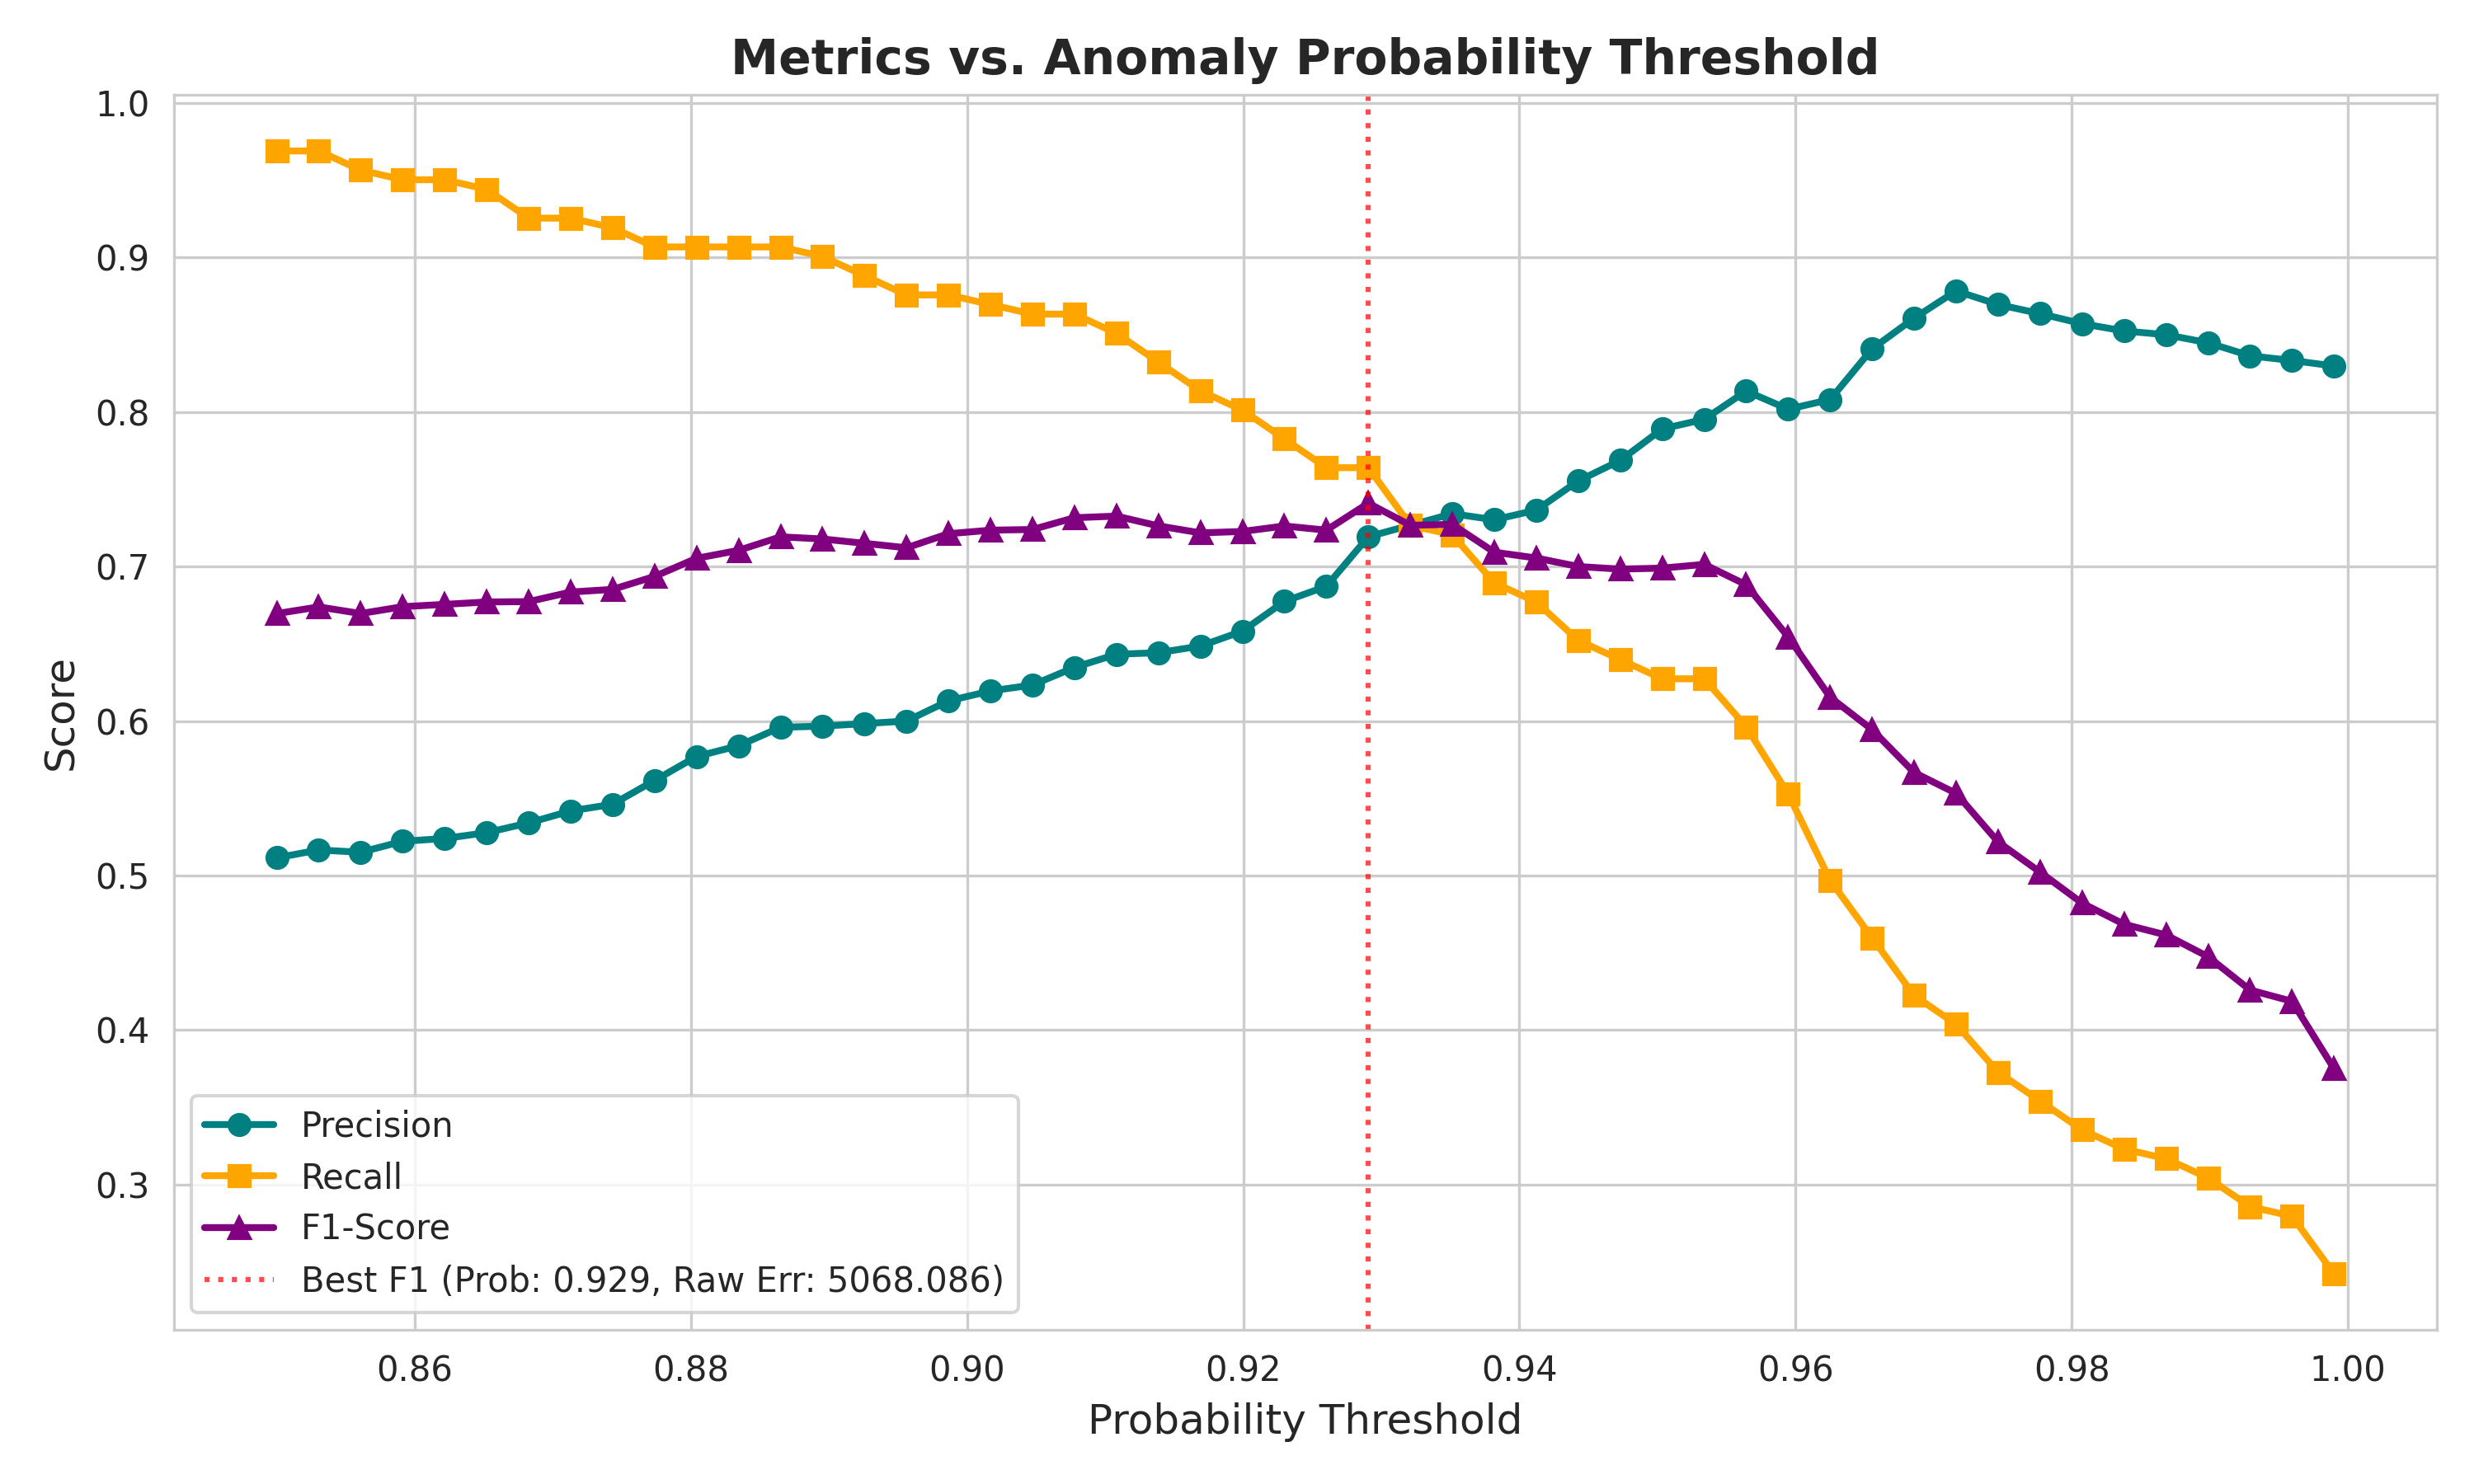 Metrics vs. Anomaly Probability Threshold
Score
1.0
0.9
0.8
0.7
0.6
0.5
0.4
0.3
Precision
Recall
F1-Score
Best F1 (Prob: 0.929, Raw Err: 5068.086)
0.86 0.88 0.90 0.92 0.94 0.96 0.98 1.00
Probability Threshold